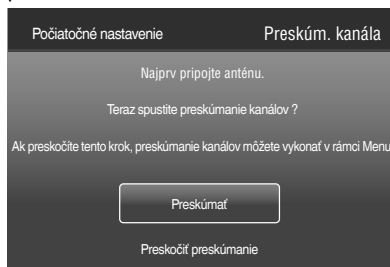 Počiatočné nastavenie
Preskúm. kanála
Najprv pripojte anténu.
Teraz spustite preskúmanie kanálov ?
Ak preskočíte tento krok, preskúmanie kanálov môžete vykonať v rámci Menu
Preskúmať
Preskočiť preskúmanie